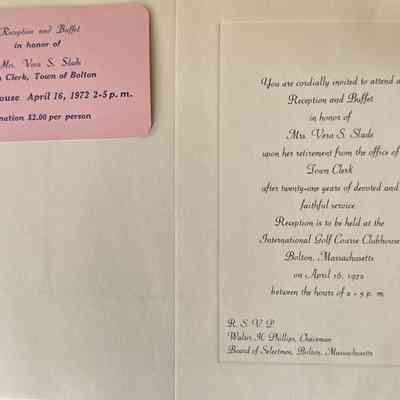 Reception and Buffet
in honor of
Mrs. Vera S. Slade
Clerk, Town of Bolton
April 16, 1972 2-5 p. m.
$2.00 per person
You are cordially invited to attend a
Reception and Buffet
in honor of
Mrs. Vera S. Slade
upon her retirement from the office of
Town Clerk
after twenty-one years of devoted and
faithful service.
Reception is to be held at the
International Golf Course Clubhouse
Bolton, Massachusetts
on April 16, 1972
between the hours of 2 - 5 p. m.
R. S. V. P.
Walter H. Phillips, Chairman
Board of Selectmen, Bolton, Massachusetts